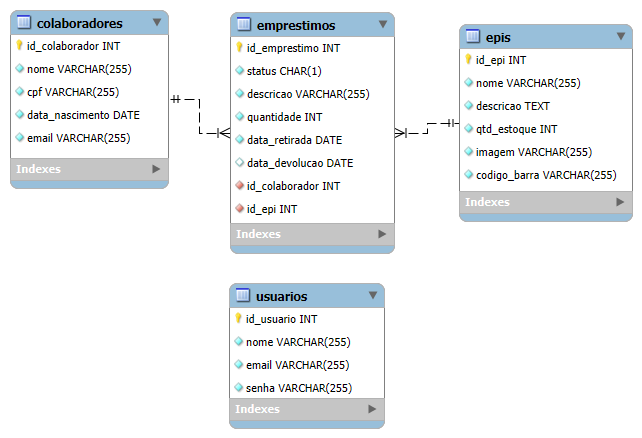 colaboradores
id_colaborador INT
nome VARCHAR(255)
cpf VARCHAR(255)
data_nascimento DATE
email VARCHAR(255)
Indexes
emprestimos
id_emprestimo INT
status CHAR(1)
descricao VARCHAR(255)
quantidade INT
data_retirada DATE
data_devolucao DATE
id_colaborador INT
id_epi INT
Indexes
epis
id_epi INT
nome VARCHAR(255)
descricao TEXT
qtd_estoque INT
imagem VARCHAR(255)
codigo_barra VARCHAR(255)
Indexes
usuarios
id_usuario INT
nome VARCHAR(255)
email VARCHAR(255)
senha VARCHAR(255)
Indexes